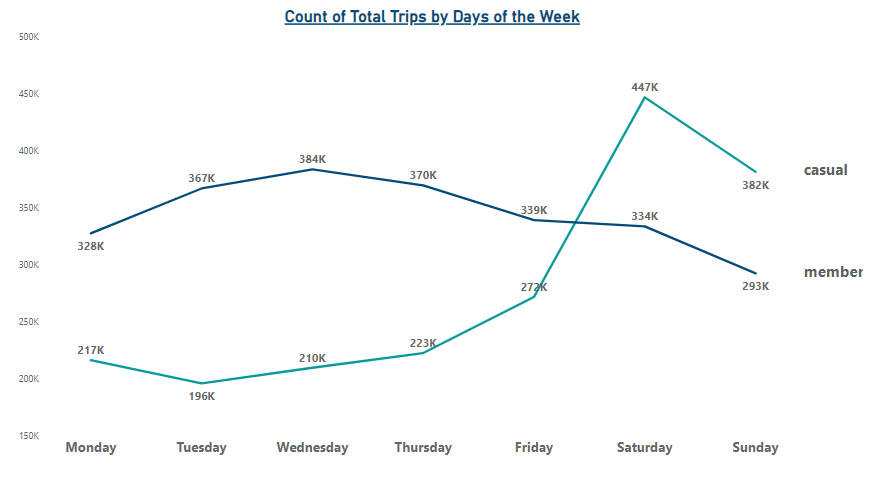 Count of Total Trips by Days of the Week
500K
450K
400K
350K
300K
250K
200K
150K
447K
384K
367K
370K
casual
382K
339K
334K
328K
member
293K
272K
217K
223K
210K
196K
Monday Tuesday Wednesday Thursday Friday Saturday Sunday